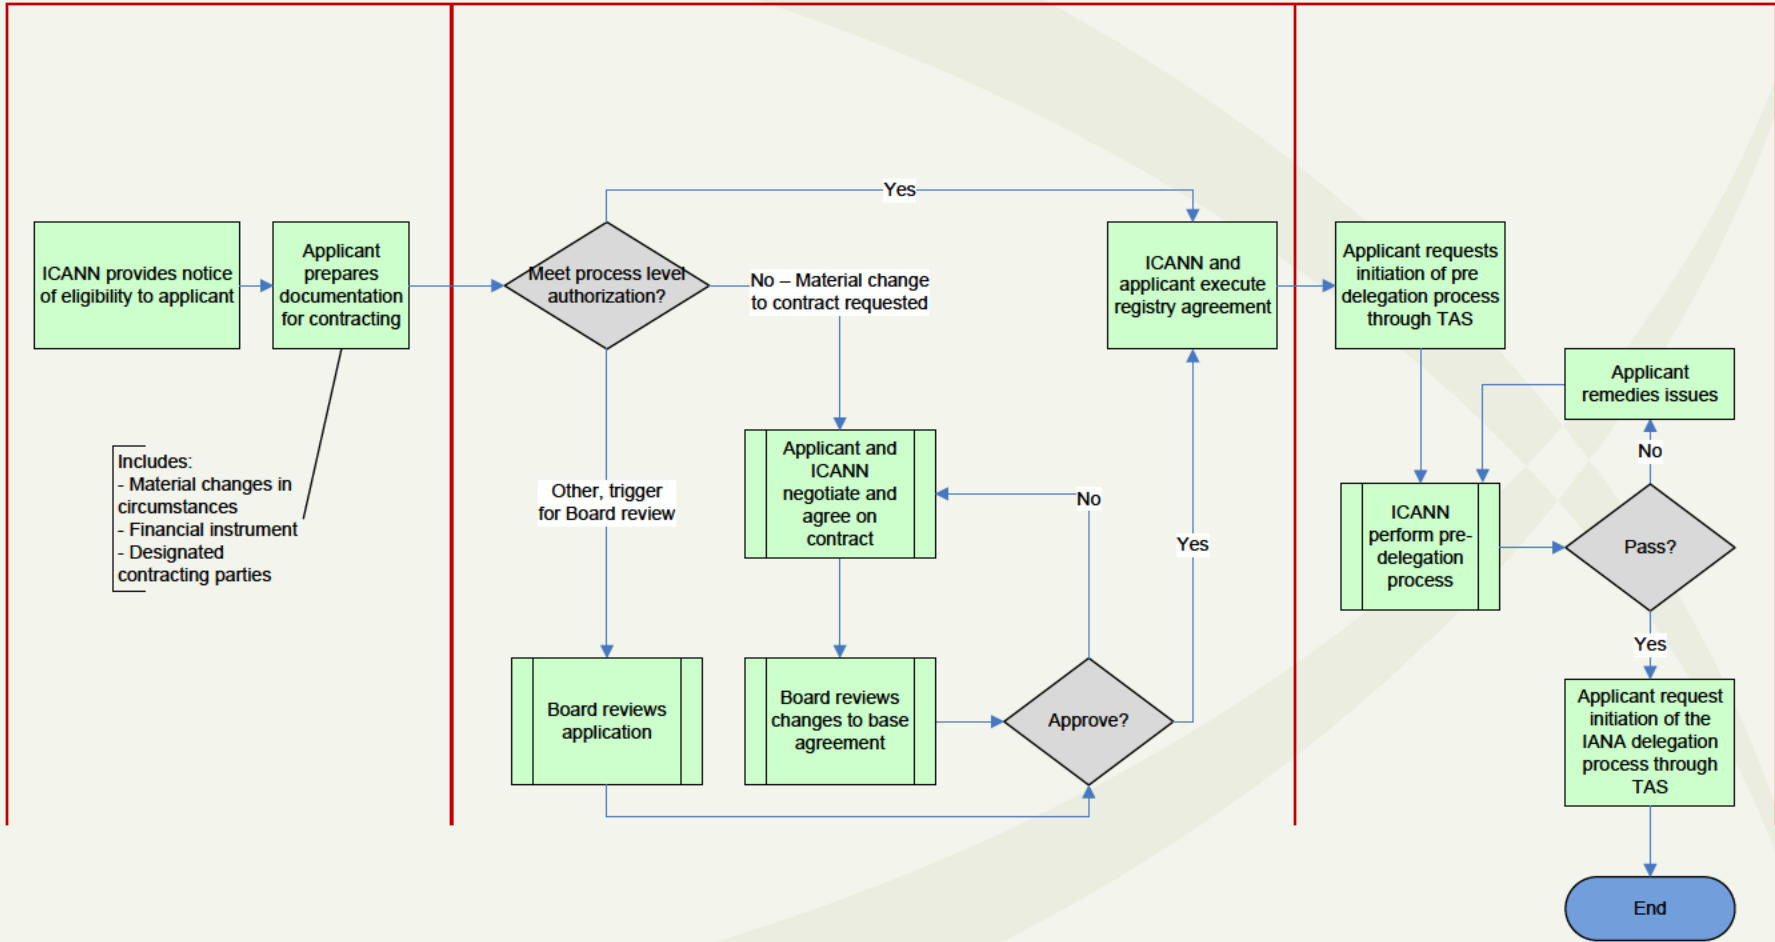 ICANN provides notice
of eligibility to applicant
Applicant
prepares
documentation
for contracting
Includes:
- Material changes in
circumstances
- Financial instrument
- Designated
contracting parties
Meet process level
authorization?
Yes
No – Material change
to contract requested
Other, trigger
for Board review
Applicant and
ICANN
negotiate and
agree on
contract
Board reviews
application
Board reviews
changes to base
agreement
Approve?
No
Yes
ICANN and
applicant execute
registry agreement
Applicant requests
initiation of pre
delegation process
through TAS
Applicant
remedies issues
No
ICANN
perform pre-
delegation
process
Pass?
Yes
Applicant request
initiation of the
IANA delegation
process through
TAS
End